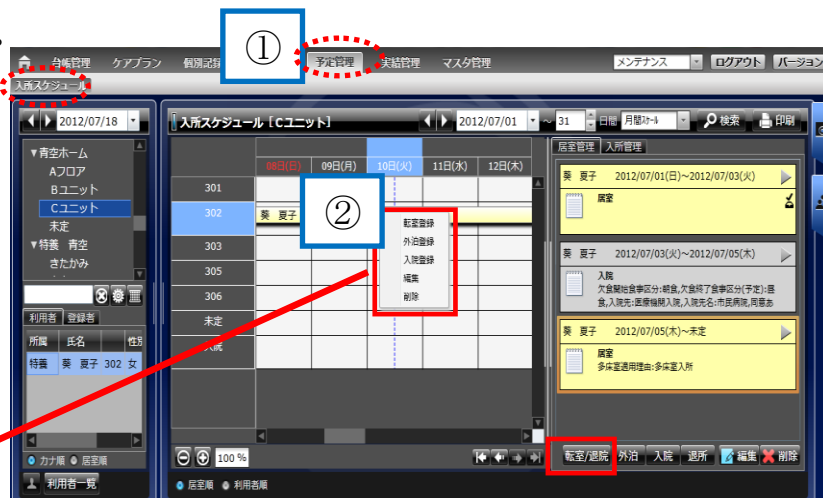 ①
台帳管理 ケアプラン 個別記録 予定管理 実績管理 マスタ管理 メンテナンス ログアウト バージョン
入所スケジュール
2012/07/18
入所スケジュール [Cユニット] 2012/07/01 ~ 31 日間 月間スケール 検索 印刷
▼青空ホーム
Aフロア
Bユニット
Cユニット
未定
▼特養 青空
きたかみ
利用者 登録者
所属 氏名 性別
特養 葵 夏子 302 女
カナ順 居室順
利用者一覧
08日(日) 09日(月) 10日(火) 11日(水) 12日(木)
301
302 葵 夏子
303
305
306
未定
入院
②
転室登録
外泊登録
入院登録
編集
削除
100 %
居室順 利用者順
居室管理 入所管理
葵 夏子 2012/07/01(日)~2012/07/03(火)
居室
葵 夏子 2012/07/03(火)~2012/07/05(木)
入院
欠食開始食事区分:朝食,欠食終了食事区分(予定):昼
食,入院先:医療機関入院,入院先名:市民病院,同意あ
葵 夏子 2012/07/05(木)~未定
居室
多床室適用理由:多床室入所
転室/退院 外泊 入院 退所 編集 削除